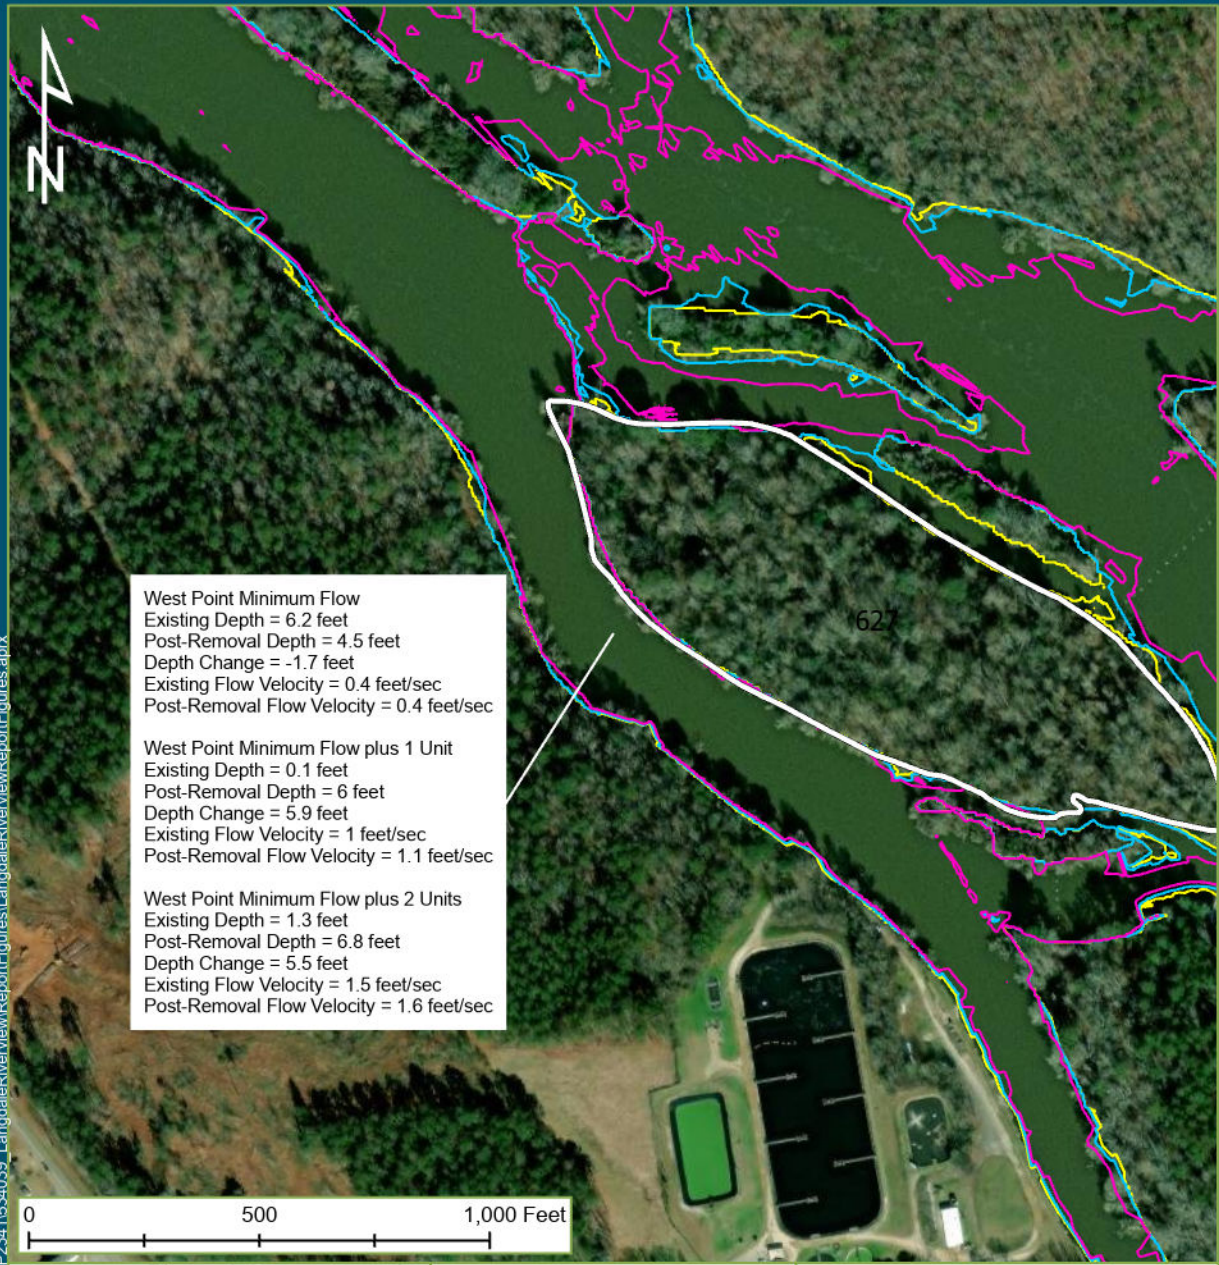 N
West Point Minimum Flow
Existing Depth = 6.2 feet
Post-Removal Depth = 4.5 feet
Depth Change = -1.7 feet
Existing Flow Velocity = 0.4 feet/sec
Post-Removal Flow Velocity = 0.4 feet/sec
West Point Minimum Flow plus 1 Unit
Existing Depth = 0.1 feet
Post-Removal Depth = 6 feet
Depth Change = 5.9 feet
Existing Flow Velocity = 1 feet/sec
Post-Removal Flow Velocity = 1.1 feet/sec
West Point Minimum Flow plus 2 Units
Existing Depth = 1.3 feet
Post-Removal Depth = 6.8 feet
Depth Change = 5.5 feet
Existing Flow Velocity = 1.5 feet/sec
Post-Removal Flow Velocity = 1.6 feet/sec
627
0 500 1,000 Feet